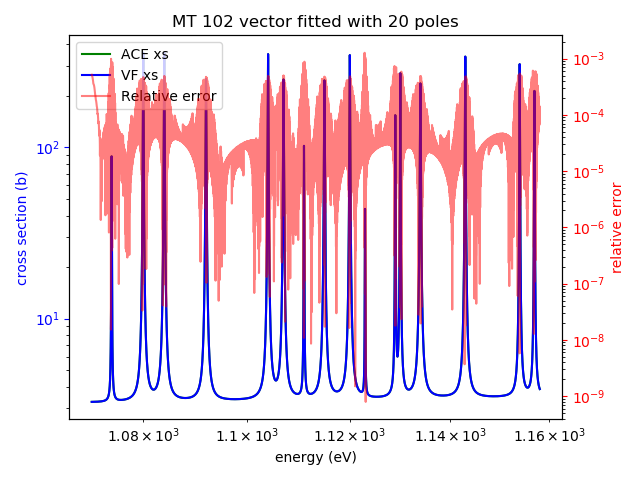 MT 102 vector fitted with 20 poles
ACE xs
VF xs
Relative error
cross section (b)
10²
10¹
10⁻³
10⁻⁴
10⁻⁵
10⁻⁶
10⁻⁷
10⁻⁸
10⁻⁹
relative error
1.08 × 10³ 1.1 × 10³ 1.12 × 10³ 1.14 × 10³ 1.16 × 10³
energy (eV)